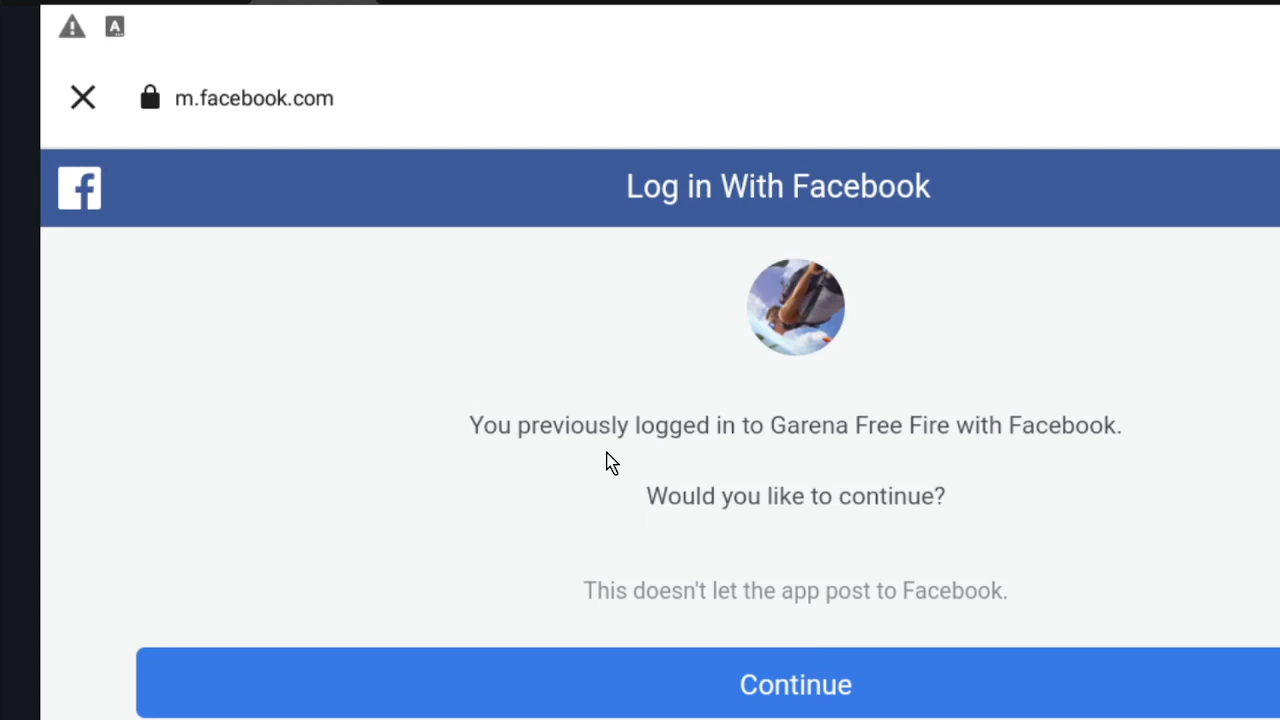 A
m.facebook.com
f
Log in With Facebook
You previously logged in to Garena Free Fire with Facebook.
Would you like to continue?
This doesn't let the app post to Facebook.
Continue